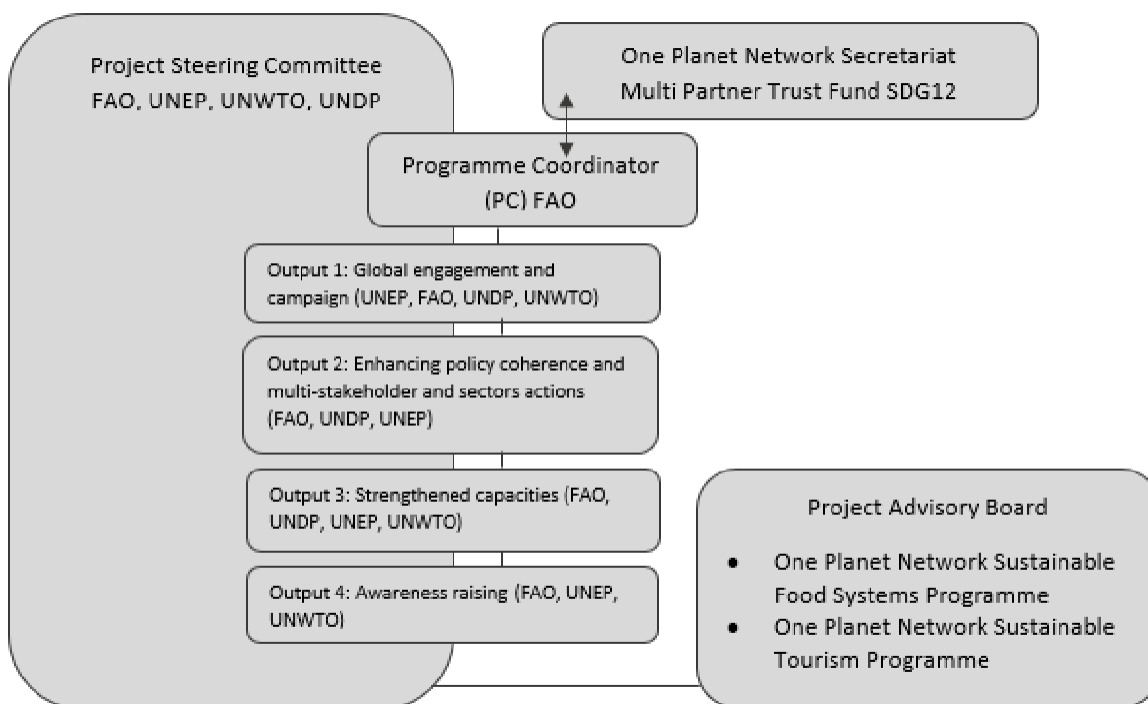 Project Steering Committee
FAO, UNEP, UNWTO, UNDP
One Planet Network Secretariat
Multi Partner Trust Fund SDG12
Programme Coordinator
(PC) FAO
Output 1: Global engagement and
campaign (UNEP, FAO, UNDP, UNWTO)
Output 2: Enhancing policy coherence and
multi-stakeholder and sectors actions
(FAO, UNDP, UNEP)
Output 3: Strengthened capacities (FAO,
UNDP, UNEP, UNWTO)
Output 4: Awareness raising (FAO, UNEP,
UNWTO)
Project Advisory Board
● One Planet Network Sustainable
Food Systems Programme
● One Planet Network Sustainable
Tourism Programme